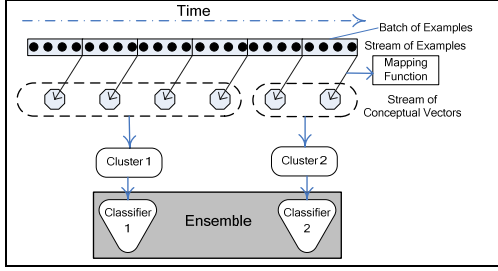 Time
Batch of Examples
Stream of Examples
Mapping
Function
Stream of
Conceptual Vectors
Cluster 1
Cluster 2
Ensemble
Classifier
1
Classifier
2